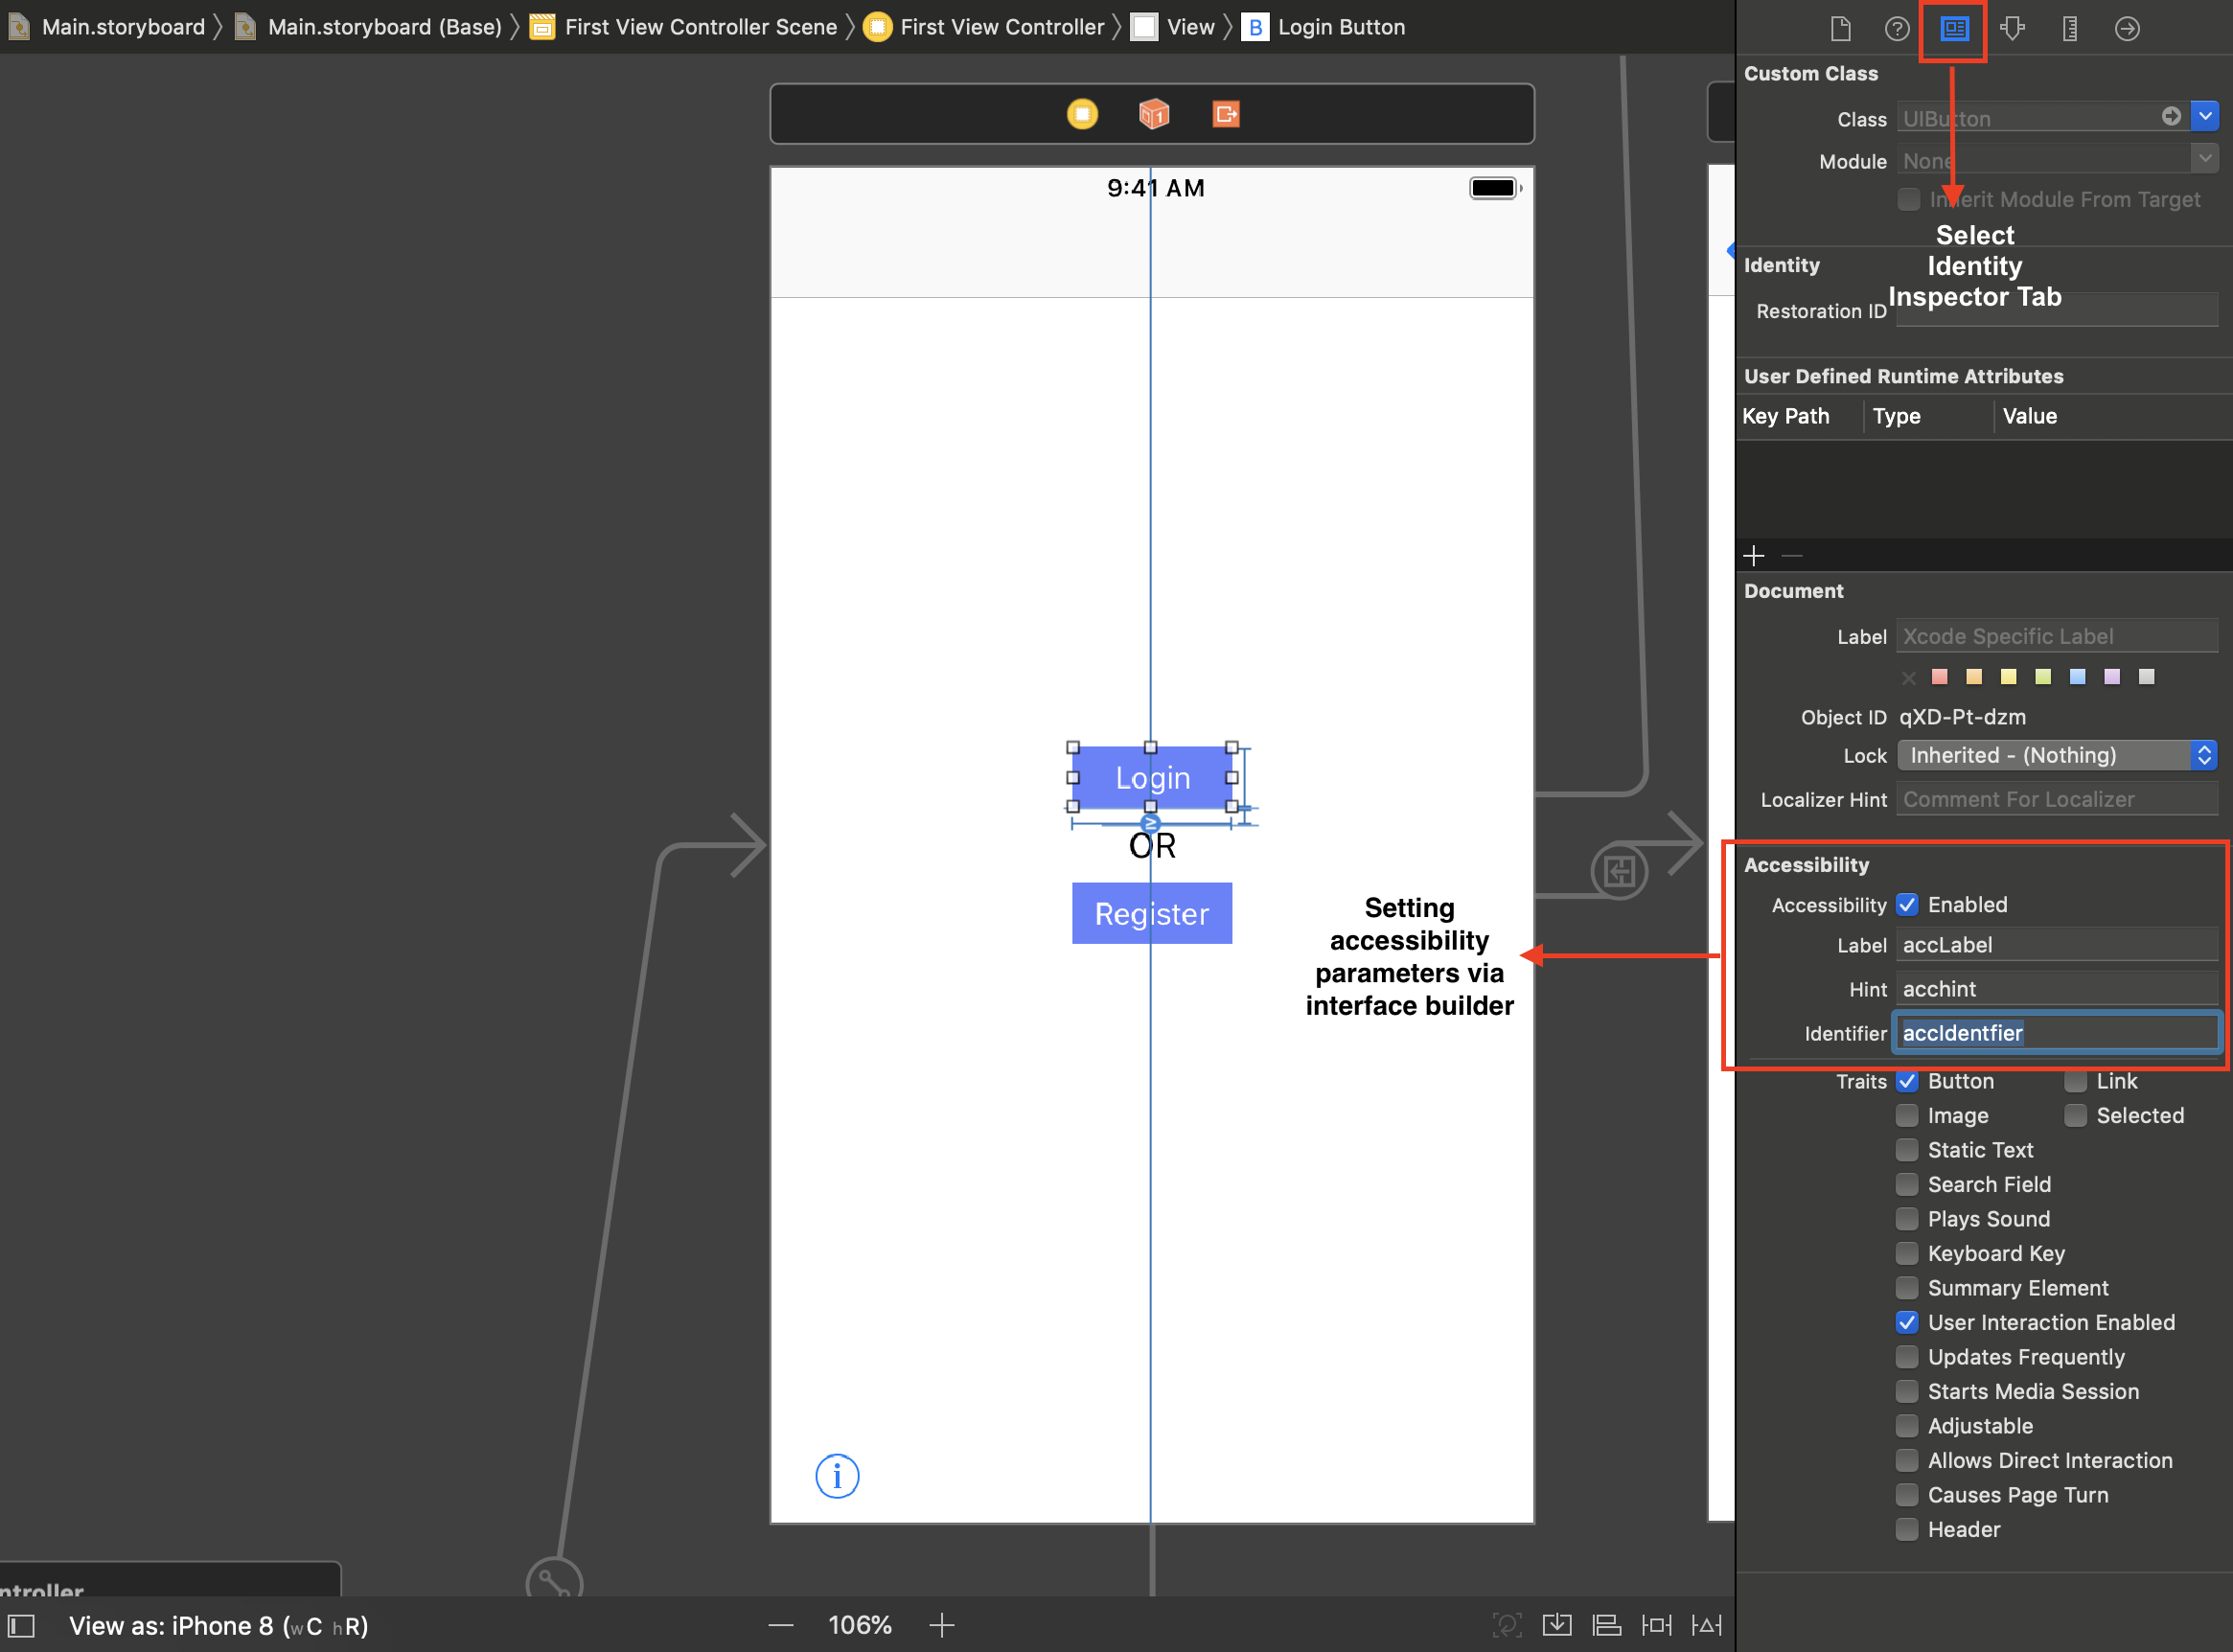 Main.storyboard
Main.storyboard (Base)
First View Controller Scene
First View Controller
View
B
Login Button
9:41 AM
Login
OR
Register
Setting
accessibility
parameters via
interface builder
i
View as: iPhone 8 (wC hR)
106%
Custom Class
Class UIButton
Module None
Inherit Module From Target
Select
Identity
Inspector Tab
Identity
Restoration ID
User Defined Runtime Attributes
Key Path Type Value
Document
Label Xcode Specific Label
Object ID qXD-Pt-dzm
Lock Inherited - (Nothing)
Localizer Hint Comment For Localizer
Accessibility
Accessibility Enabled
Label accLabel
Hint acchint
Identifier accIdentfier
Traits Button Link
Image Selected
Static Text
Search Field
Plays Sound
Keyboard Key
Summary Element
User Interaction Enabled
Updates Frequently
Starts Media Session
Adjustable
Allows Direct Interaction
Causes Page Turn
Header